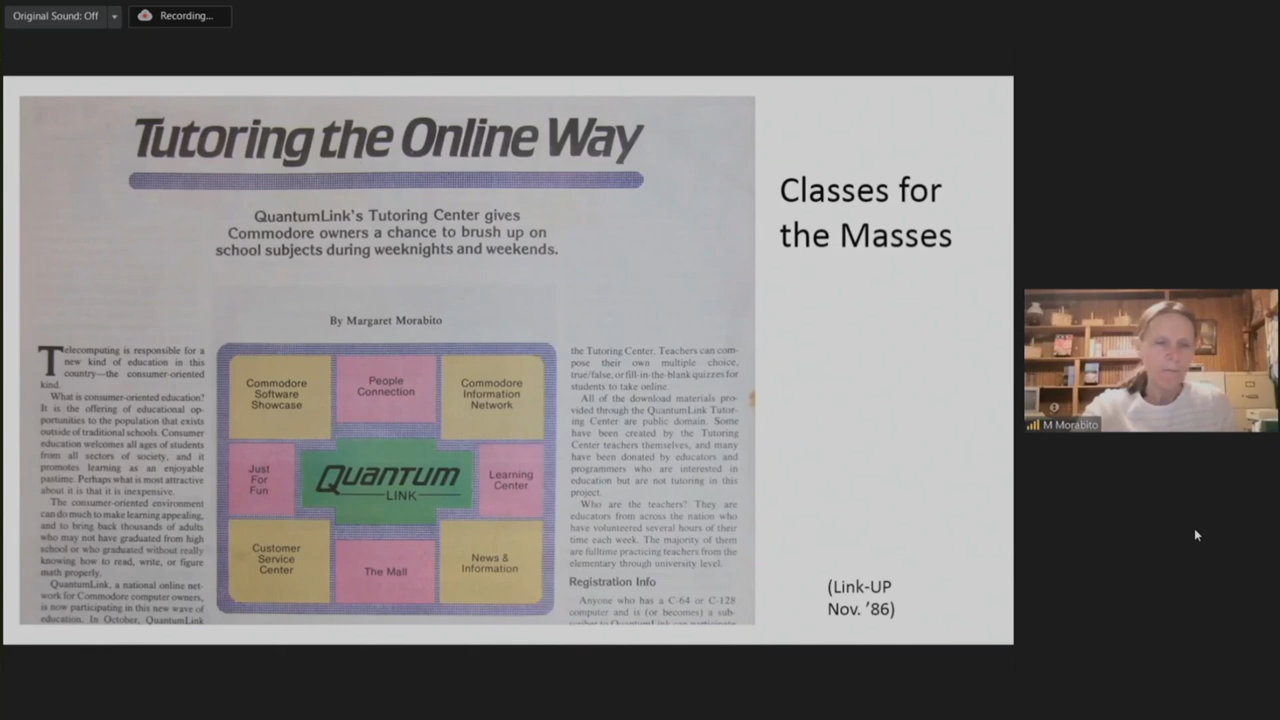 Original Sound: Off
Recording...
Tutoring the Online Way
QuantumLink's Tutoring Center gives
Commodore owners a chance to brush up on
school subjects during weeknights and weekends.
By Margaret Morabito
Telecomputing is responsible for a
new kind of education in this
country—the consumer-oriented
kind.
What is consumer-oriented education?
It is the offering of educational op-
portunities to the population that exists
outside of traditional schools. Consumer
education welcomes all ages of students
from all sectors of society, and it
promotes learning as an enjoyable
pastime. Perhaps what is most attractive
about it is that it is inexpensive.
The consumer-oriented environment
can do much to make learning appealing,
and to bring back thousands of adults
who may not have graduated from high
school or who graduated without really
knowing how to read, write, or figure
math properly.
QuantumLink, a national online net-
work for Commodore computer owners,
is now participating in this new wave of
education. In October, QuantumLink
Commodore
Software
Showcase
People
Connection
Commodore
Information
Network
Just
For
Fun
QUANTUM
LINK
Learning
Center
Customer
Service
Center
The Mall
News &
Information
the Tutoring Center. Teachers can com-
pose their own multiple choice,
true/false, or fill-in-the-blank quizzes for
students to take online.
All of the download materials pro-
vided through the QuantumLink Tutor-
ing Center are public domain. Some
have been created by the Tutoring
Center teachers themselves, and many
have been donated by educators and
programmers who are interested in
education but are not tutoring in this
project.
Who are the teachers? They are
educators from across the nation who
have volunteered several hours of their
time each week. The majority of them
are fulltime practicing teachers from the
elementary through university level.
Registration Info
Anyone who has a C-64 or C-128
computer and is (or becomes) a sub-
scriber to QuantumLink can participate
Classes for
the Masses
(Link-UP
Nov. '86)
M Morabito